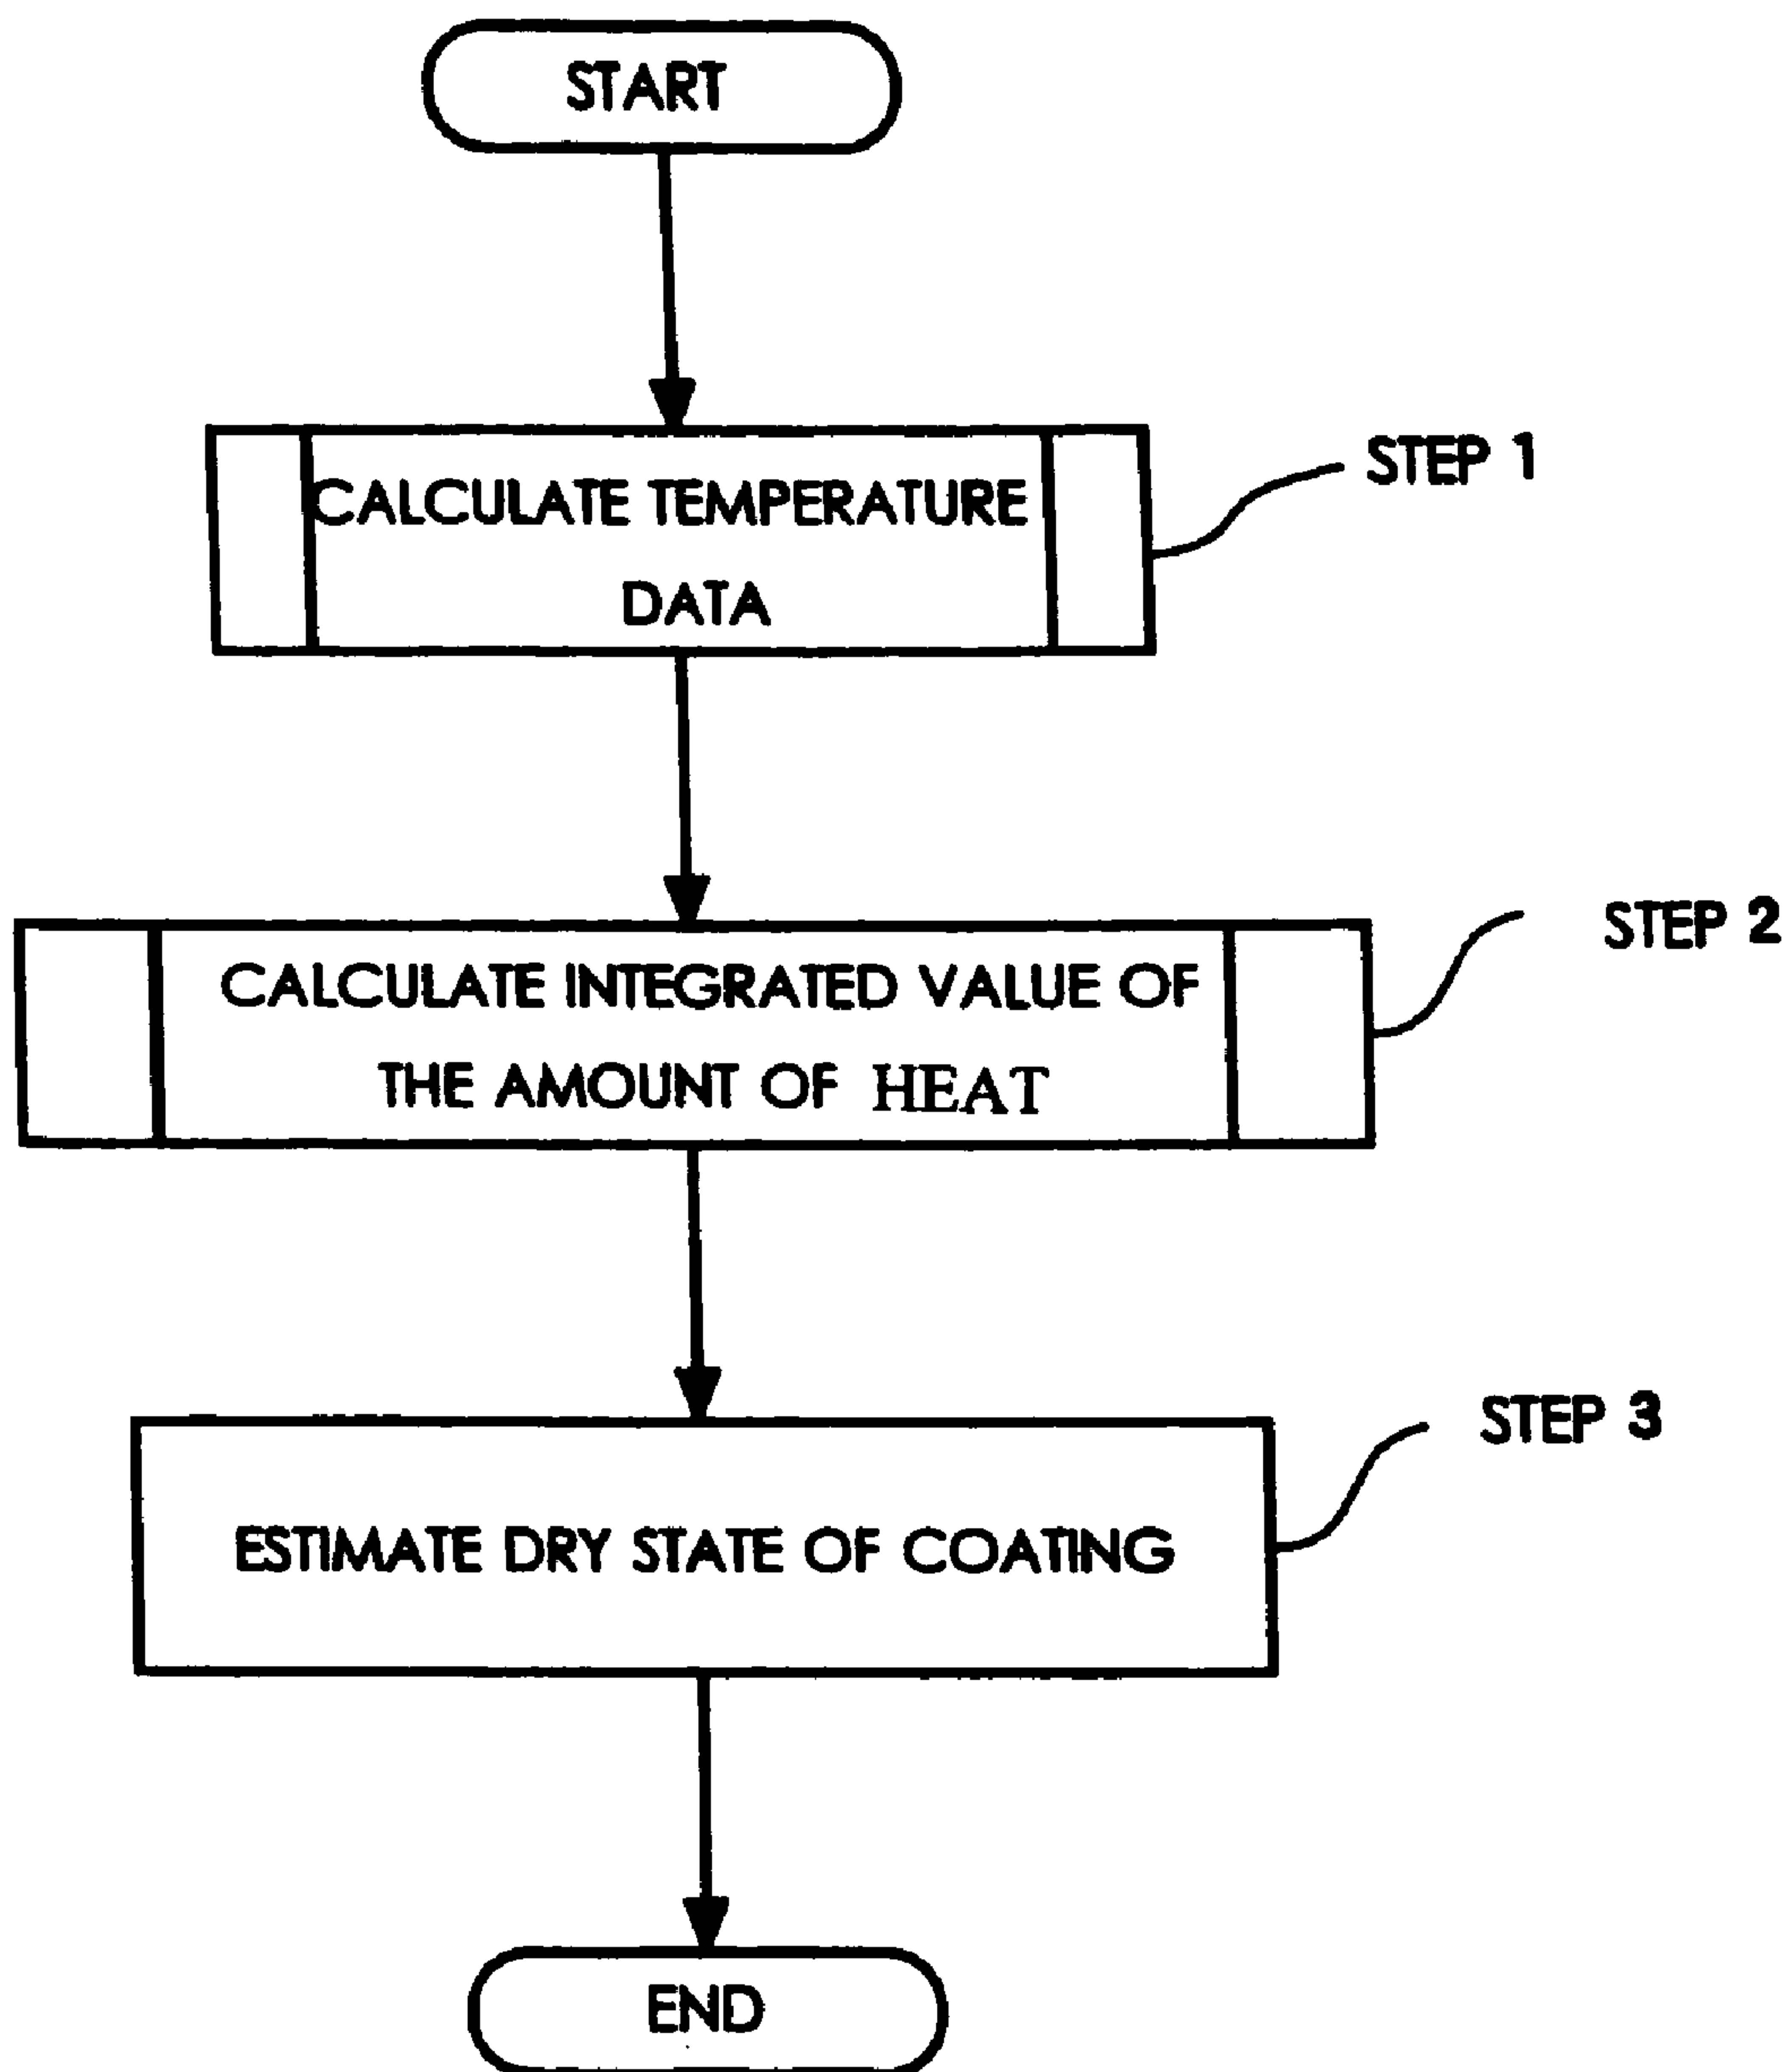 START
CALCULATE TEMPERATURE
DATA
STEP 1
CALCULATE INTEGRATED VALUE OF
THE AMOUNT OF HEAT
STEP 2
ESTIMATE DRY STATE OF COATING
STEP 3
END